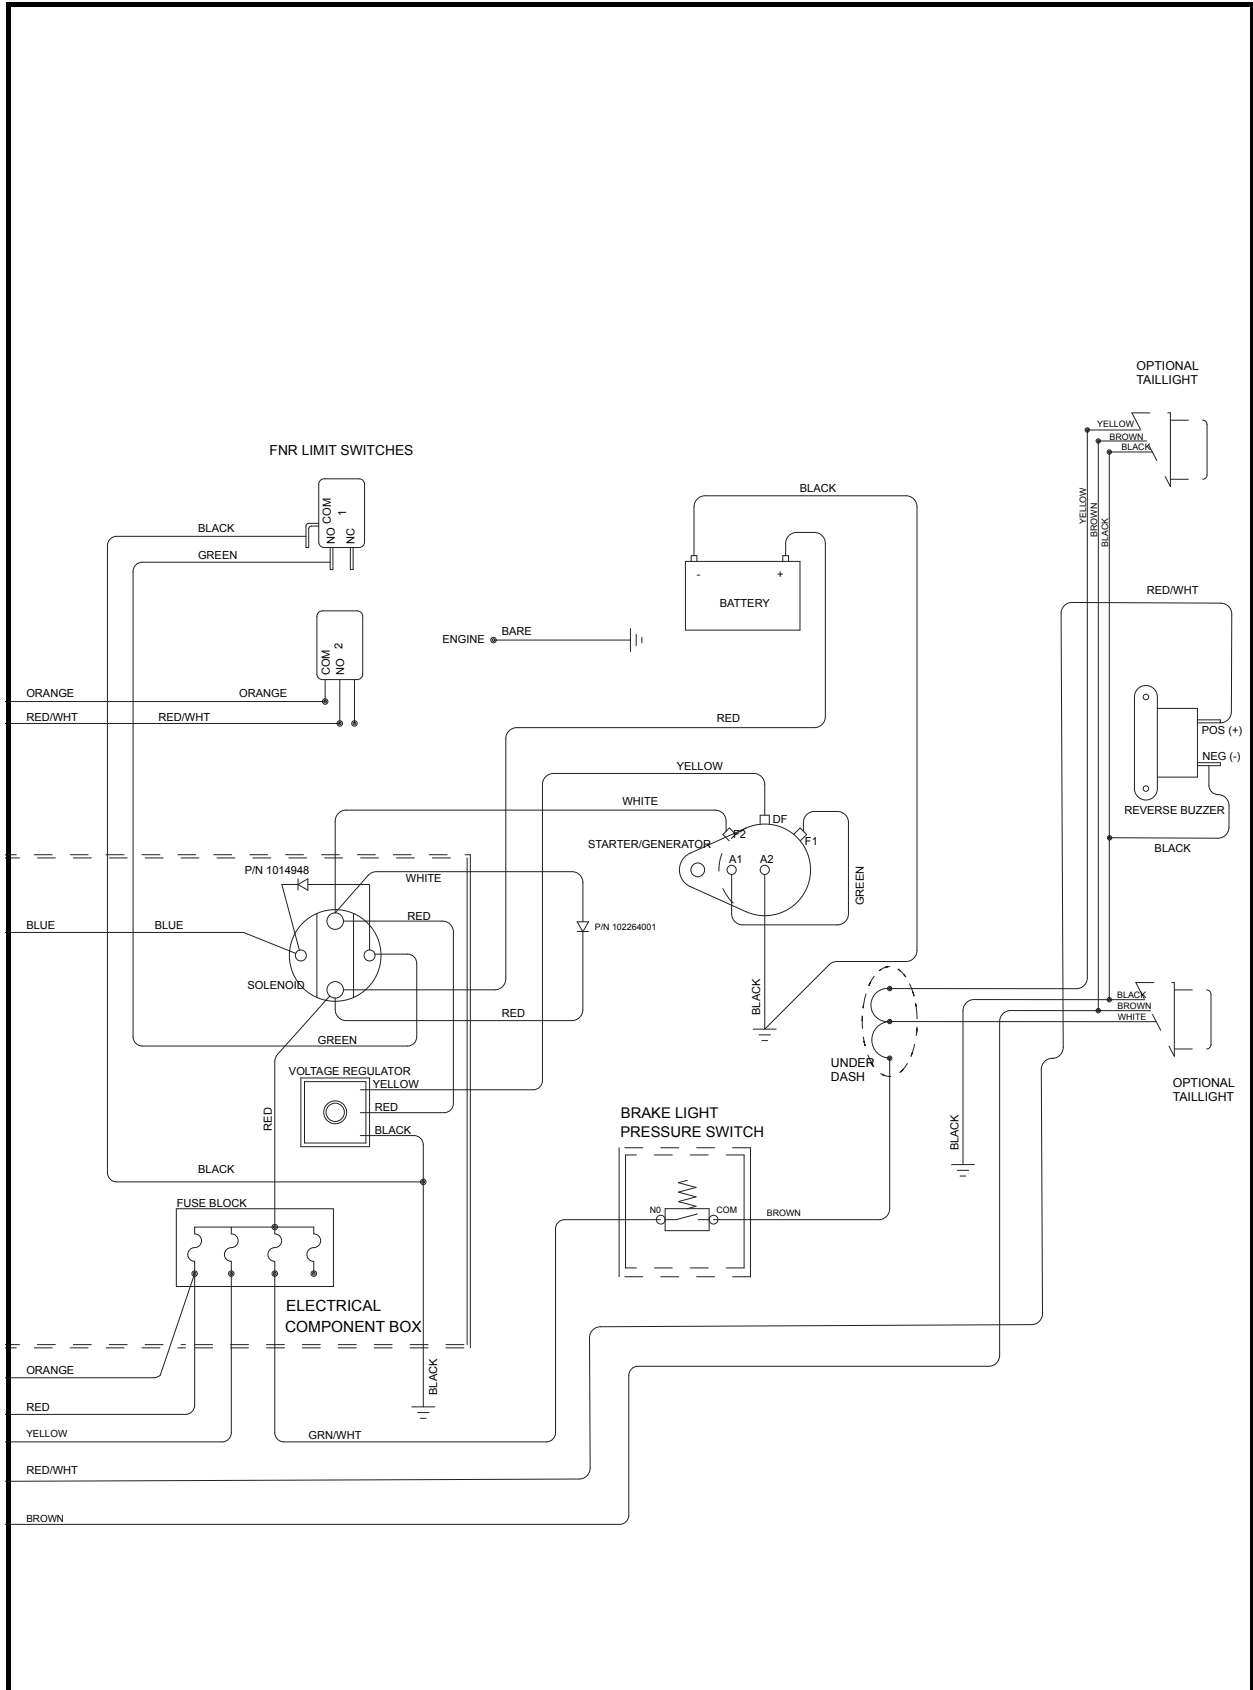 OPTIONAL
TAILLIGHT
YELLOW
BROWN
BLACK
YELLOW
BROWN
BLACK
FNR LIMIT SWITCHES
COM
1
NO
NC
BLACK
GREEN
BLACK
-
+
BATTERY
RED/WHT
ENGINE
BARE
COM
NO
2
ORANGE
ORANGE
RED/WHT
RED/WHT
RED
POS (+)
NEG (-)
REVERSE BUZZER
BLACK
YELLOW
WHITE
DF
F2
F1
STARTER/GENERATOR
A1
A2
GREEN
P/N 1014948
WHITE
RED
P/N 102264001
BLUE
BLUE
SOLENOID
RED
GREEN
BLACK
BLACK
BROWN
WHITE
UNDER
DASH
OPTIONAL
TAILLIGHT
VOLTAGE REGULATOR
YELLOW
RED
BLACK
RED
BRAKE LIGHT
PRESSURE SWITCH
BLACK
BLACK
FUSE BLOCK
N0
COM
BROWN
ELECTRICAL
COMPONENT BOX
ORANGE
BLACK
RED
YELLOW
GRN/WHT
RED/WHT
BROWN